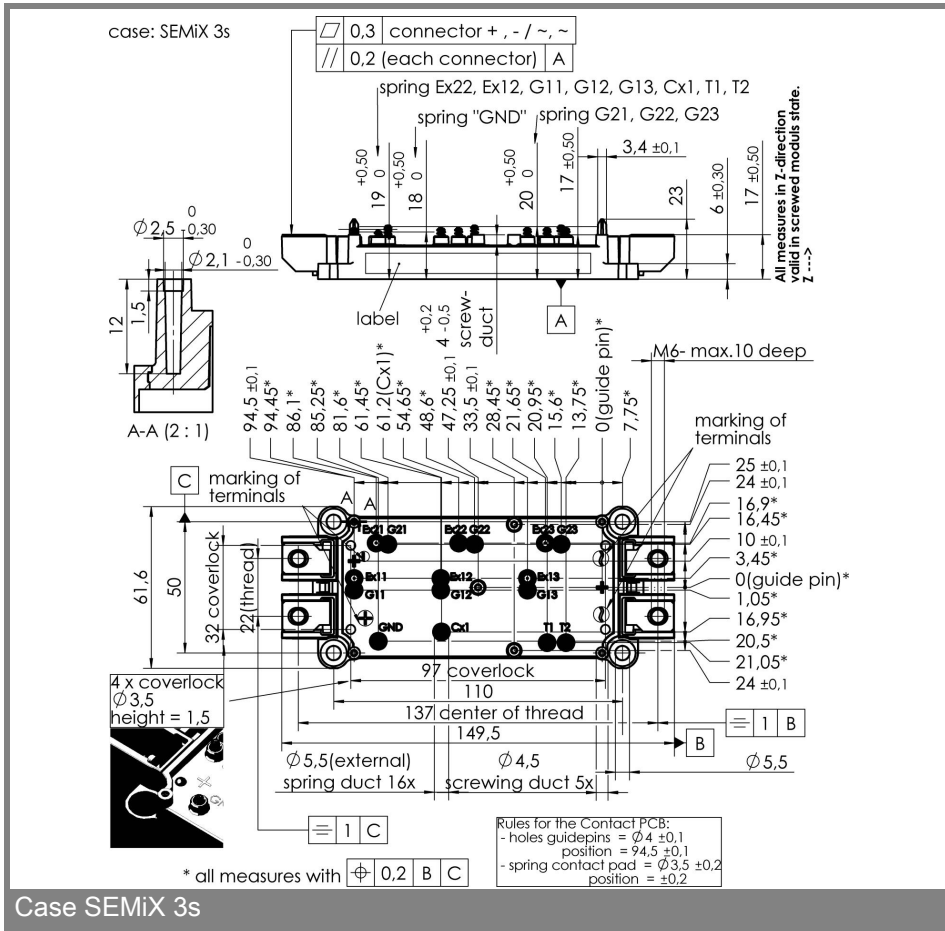 case: SEMiX 3s
⏥ 0,3 connector + , - / ~, ~
// 0,2 (each connector) A
spring Ex22, Ex12, G11, G12, G13, Cx1, T1, T2
spring "GND"
spring G21, G22, G23
+0,50
19 0
+0,50
18 0
+0,50
20 0
17 ±0,50
3,4 ±0,1
23
6 ±0,30
17 ±0,50
All measures in Z-direction
valid in screwed moduls state.
Z --->
0
∅2,5 -0,30
0
∅2,1 -0,30
12
1,5
A-A (2 : 1)
label
+0,2
4 -0,5
screw-
duct
A
M6- max.10 deep
94,5 ±0,1
94,45*
86,1*
85,25*
81,6*
61,45*
61,2(Cx1)*
54,65*
48,6*
47,25 ±0,1
33,5 ±0,1
28,45*
21,65*
20,95*
15,6*
13,75*
0(guide pin)*
7,75*
marking of
terminals
C
marking of
terminals
A A
25 ±0,1
24 ±0,1
16,9*
16,45*
10 ±0,1
3,45*
0(guide pin)*
1,05*
16,95*
20,5*
21,05*
24 ±0,1
61,6
50
32 coverlock
22(thread)
Ex21 G21
Ex22 G22
Ex23 G23
Ex11
G11
Ex12
G12
Ex13
G13
GND
Cx1
T1 T2
97 coverlock
110
137 center of thread
149,5
⌯ 1 B
B
4 x coverlock
∅3,5
height = 1,5
∅5,5(external)
spring duct 16x
∅4,5
screwing duct 5x
∅5,5
⌯ 1 C
Rules for the Contact PCB:
- holes guidepins = ∅4 ±0,1
position = 94,5 ±0,1
- spring contact pad = ∅3,5 ±0,2
position = ±0,2
* all measures with ⌖ 0,2 B C
Case SEMiX 3s